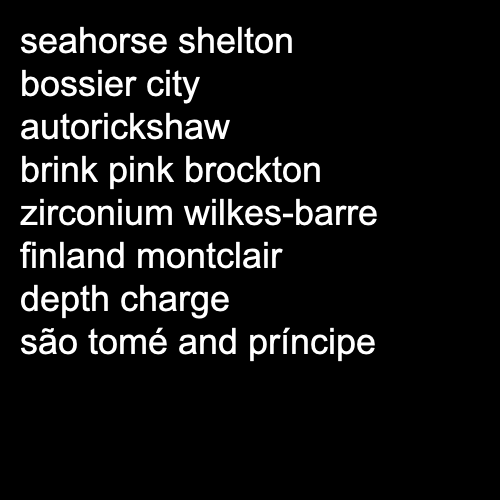 seahorse shelton
bossier city
autorickshaw
brink pink brockton
zirconium wilkes-barre
finland montclair
depth charge
são tomé and príncipe